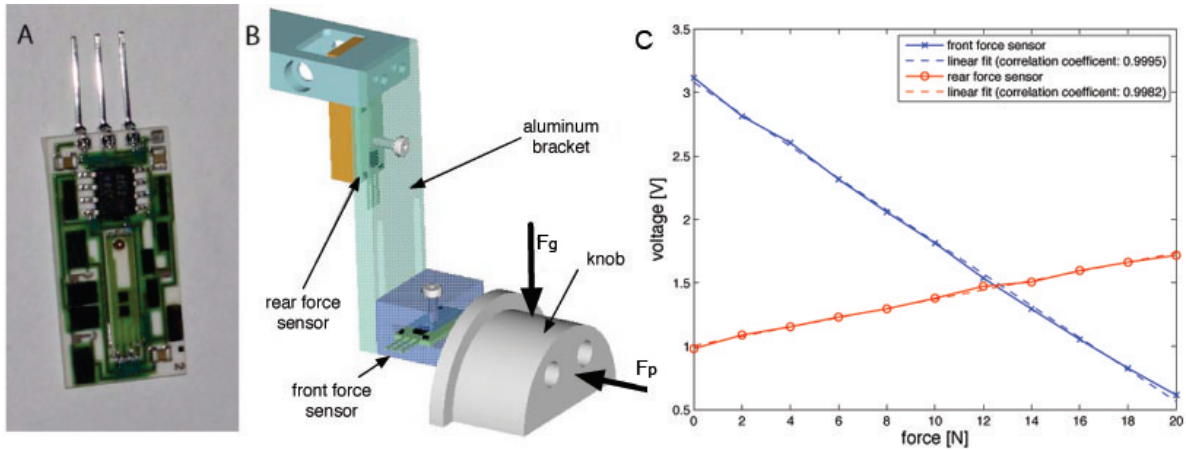 A
B
aluminum
bracket
Fg
knob
rear force
sensor
front force
sensor
Fp
C
front force sensor
linear fit (correlation coefficent: 0.9995)
rear force sensor
linear fit (correlation coefficent: 0.9982)
3.5
3
2.5
2
1.5
1
0.5
voltage [V]
0 2 4 6 8 10 12 14 16 18 20
force [N]